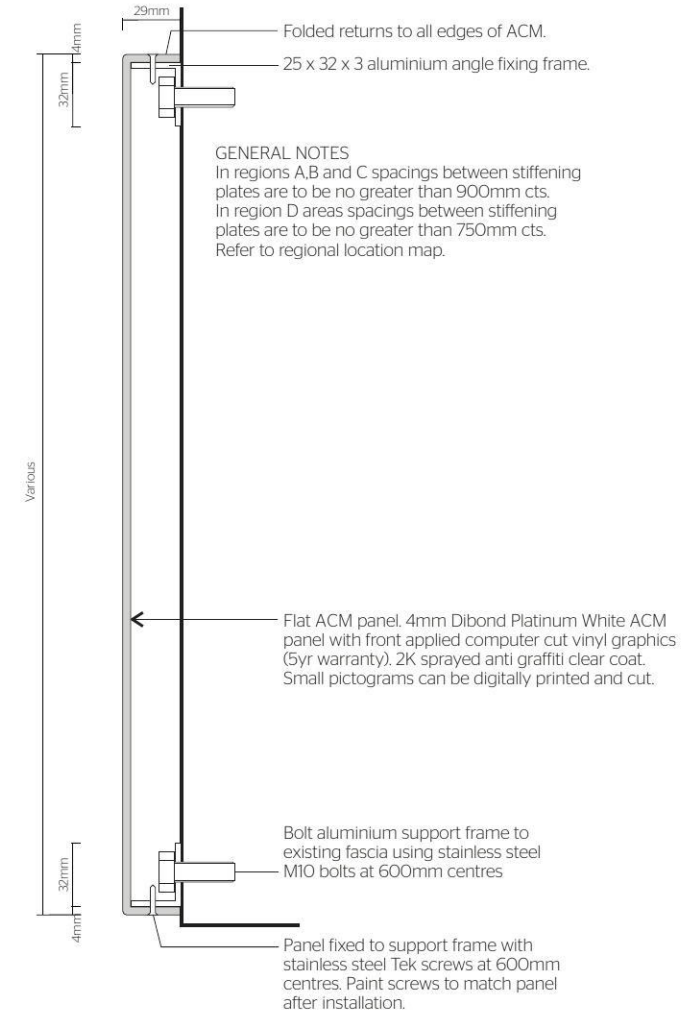 29mm
4mm
Folded returns to all edges of ACM.
25 x 32 x 3 aluminium angle fixing frame.
32mm
GENERAL NOTES
In regions A,B and C spacings between stiffening
plates are to be no greater than 900mm cts.
In region D areas spacings between stiffening
plates are to be no greater than 750mm cts.
Refer to regional location map.
Various
Flat ACM panel. 4mm Dibond Platinum White ACM
panel with front applied computer cut vinyl graphics
(5yr warranty). 2K sprayed anti graffiti clear coat.
Small pictograms can be digitally printed and cut.
Bolt aluminium support frame to
existing fascia using stainless steel
M10 bolts at 600mm centres
32mm
4mm
Panel fixed to support frame with
stainless steel Tek screws at 600mm
centres. Paint screws to match panel
after installation.